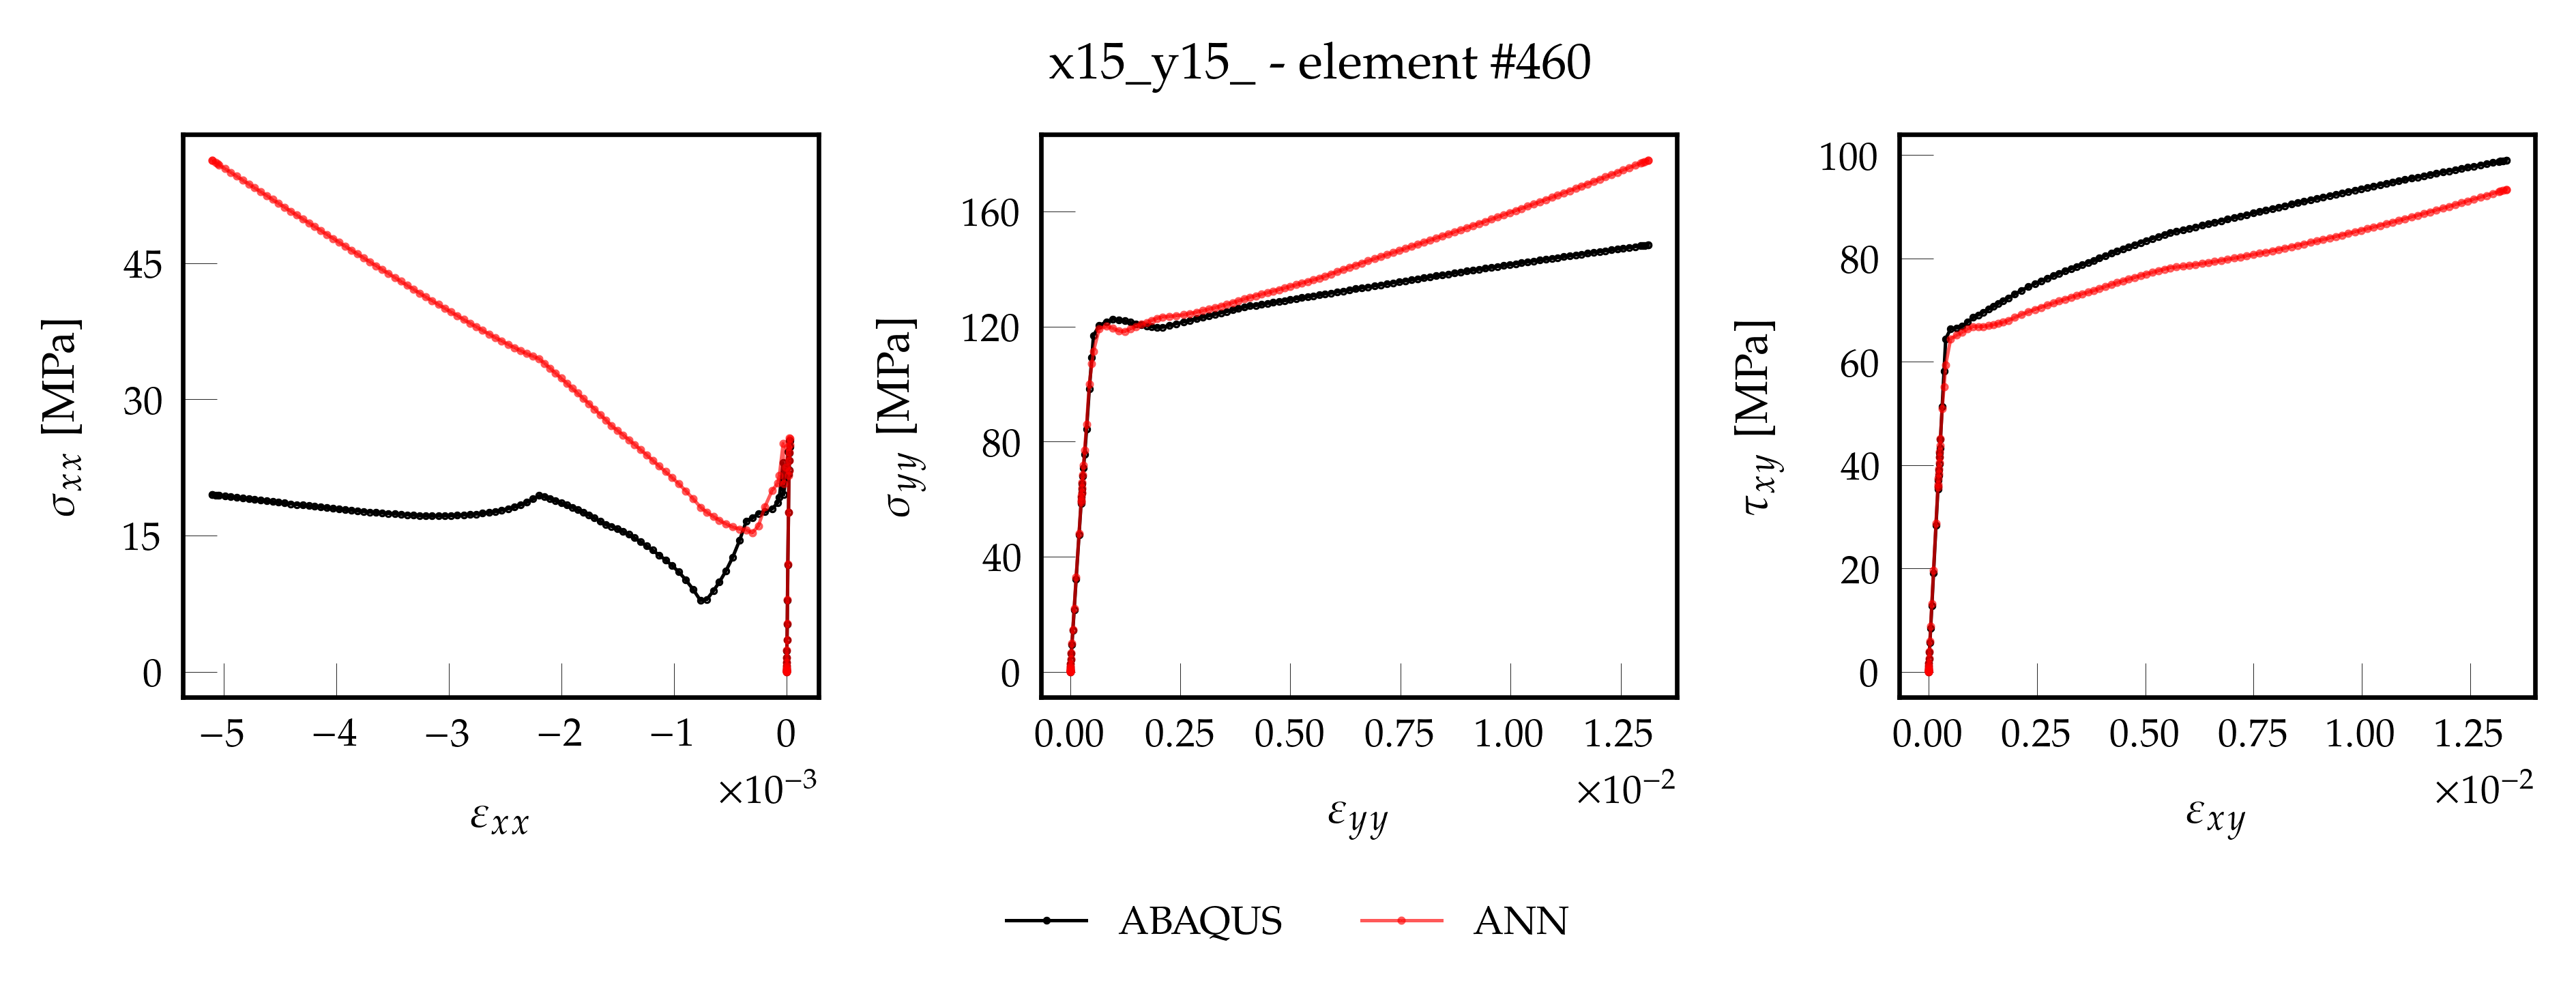 x15_y15_ - element #460
σxx [MPa]
45
30
15
0
−5 −4 −3 −2 −1 0
×10−3
εxx
σyy [MPa]
160
120
80
40
0
0.00 0.25 0.50 0.75 1.00 1.25
×10−2
εyy
τxy [MPa]
100
80
60
40
20
0
0.00 0.25 0.50 0.75 1.00 1.25
×10−2
εxy
ABAQUS ANN